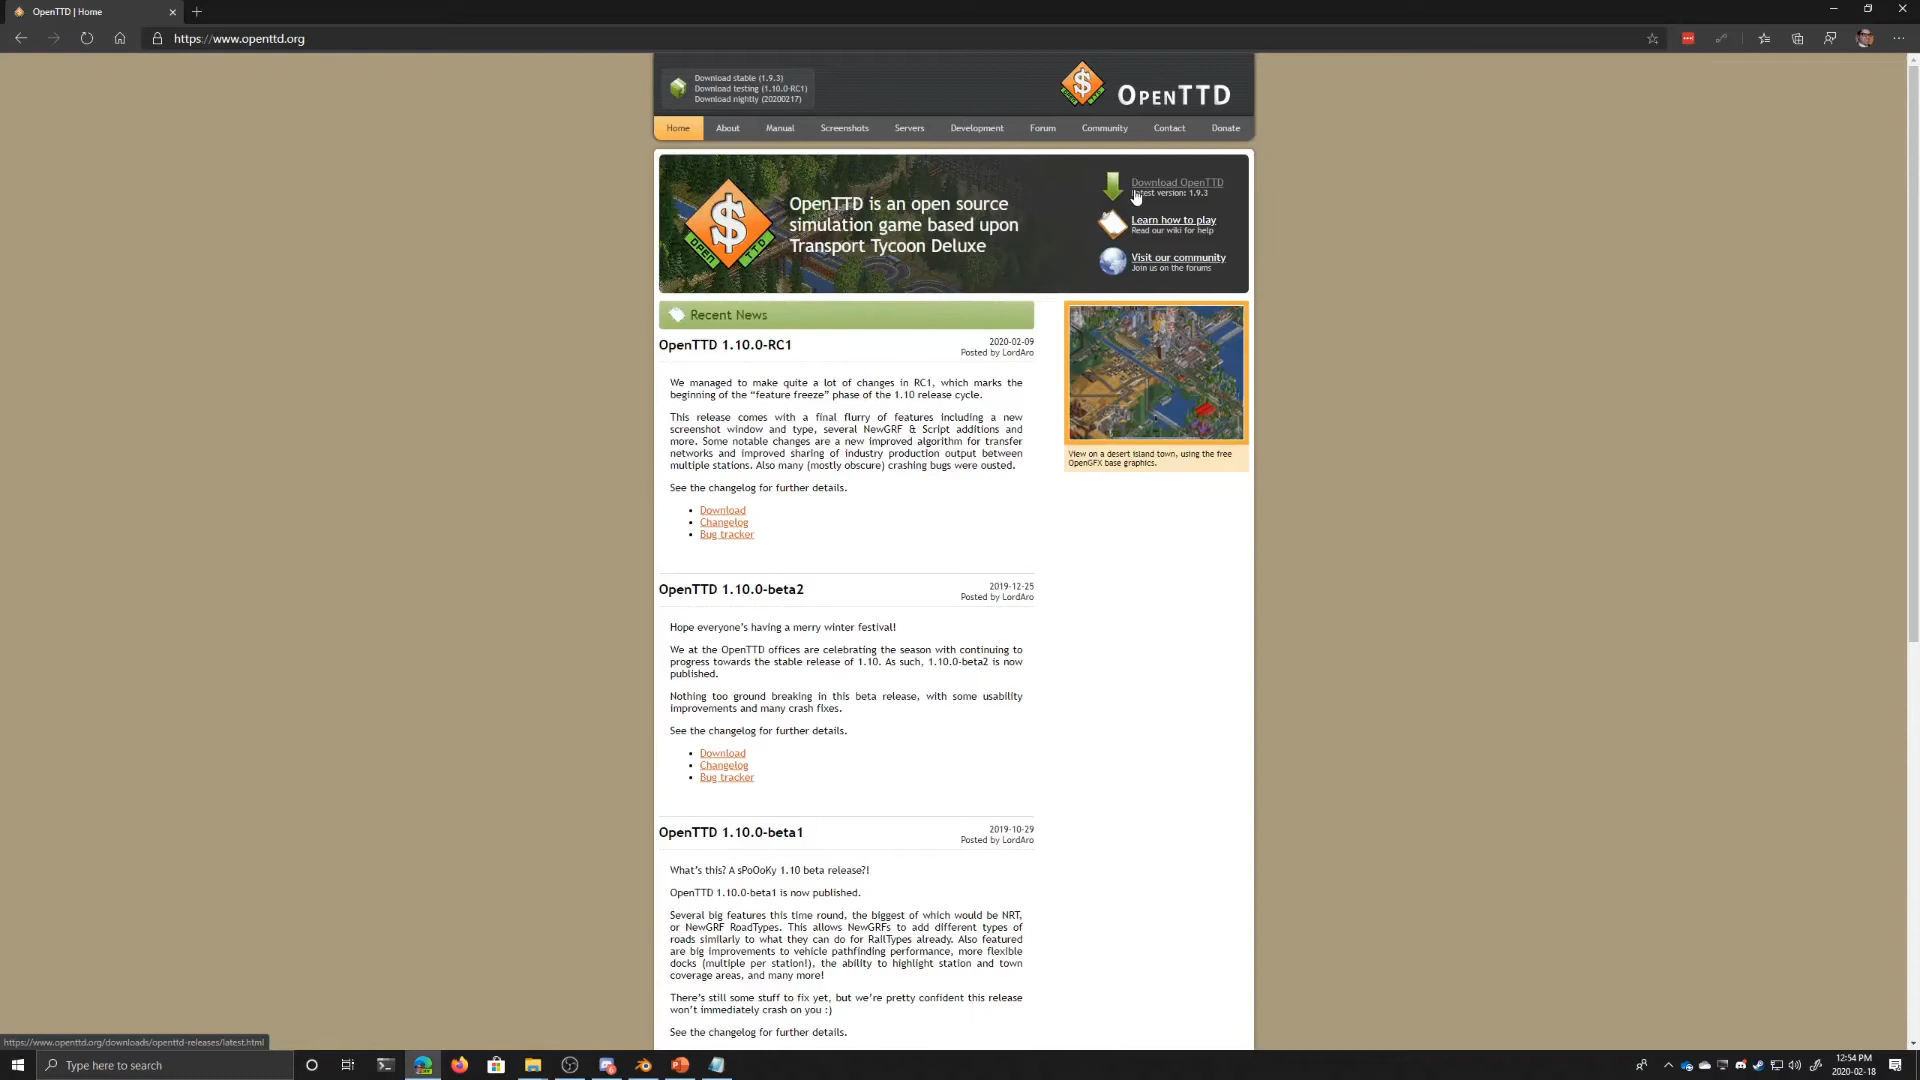 OpenTTD | Home
https://www.openttd.org
Download stable (1.9.3)
Download testing (1.10.0-RC1)
Download nightly (20200217)
OPENTTD
Home About Manual Screenshots Servers Development Forum Community Contact Donate
OPEN TTD
OpenTTD is an open source
simulation game based upon
Transport Tycoon Deluxe
Download OpenTTD
Latest version: 1.9.3
Learn how to play
Read our wiki for help
Visit our community
Join us on the forums
Recent News
OpenTTD 1.10.0-RC1
2020-02-09
Posted by LordAro
We managed to make quite a lot of changes in RC1, which marks the
beginning of the “feature freeze” phase of the 1.10 release cycle.
This release comes with a final flurry of features including a new
screenshot window and type, several NewGRF & Script additions and
more. Some notable changes are a new improved algorithm for transfer
networks and improved sharing of industry production output between
multiple stations. Also many (mostly obscure) crashing bugs were ousted.
See the changelog for further details.
• Download
• Changelog
• Bug tracker
View on a desert island town, using the free
OpenGFX base graphics.
OpenTTD 1.10.0-beta2
2019-12-25
Posted by LordAro
Hope everyone’s having a merry winter festival!
We at the OpenTTD offices are celebrating the season with continuing to
progress towards the stable release of 1.10. As such, 1.10.0-beta2 is now
published.
Nothing too ground breaking in this beta release, with some usability
improvements and many crash fixes.
See the changelog for further details.
• Download
• Changelog
• Bug tracker
OpenTTD 1.10.0-beta1
2019-10-29
Posted by LordAro
What’s this? A sPoOoKy 1.10 beta release?!
OpenTTD 1.10.0-beta1 is now published.
Several big features this time round, the biggest of which would be NRT,
or NewGRF RoadTypes. This allows NewGRFs to add different types of
roads similarly to what they can do for RailTypes already. Also featured
are big improvements to vehicle pathfinding performance, more flexible
docks (multiple per station!), the ability to highlight station and town
coverage areas, and many more!
There’s still some stuff to fix yet, but we’re pretty confident this release
won’t immediately crash on you :)
See the changelog for further details.
https://www.openttd.org/downloads/openttd-releases/latest.html
Type here to search
12:54 PM
2020-02-18